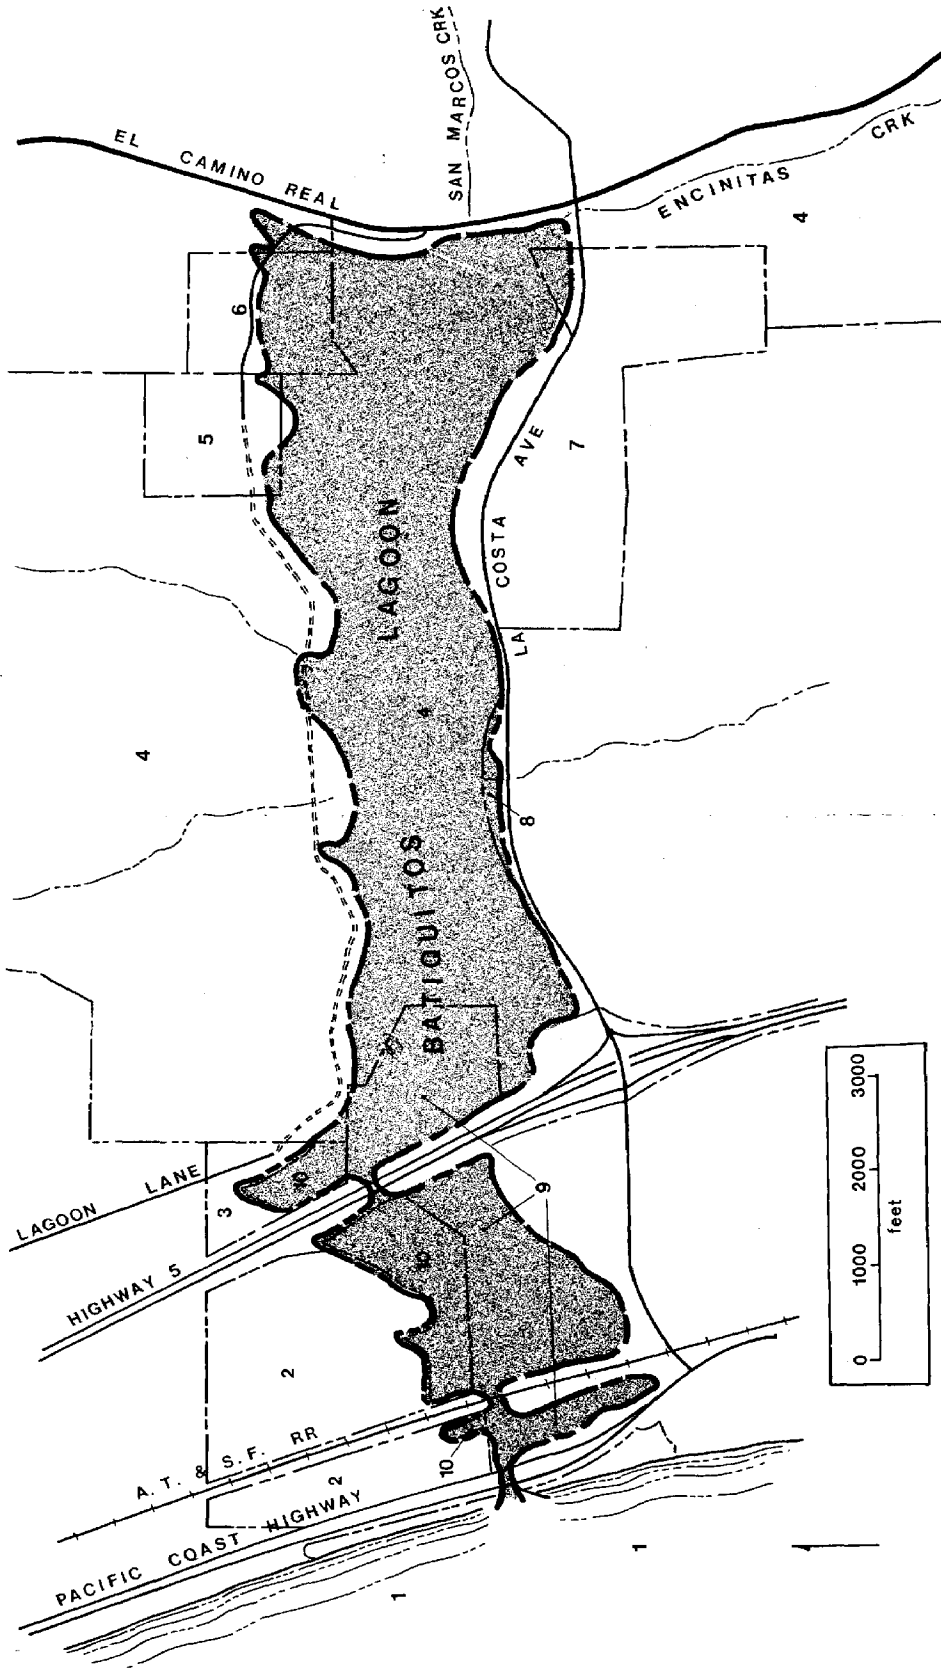 EL CAMINO REAL
SAN MARCOS CRK
ENCINITAS CRK
4
6
5
7
LAGOON
AVE
COSTA
LA
4
4
8
BATIQUITOS
LAGOON LANE
3
10
HIGHWAY 5
10
9
2
A.T. & S.F. RR
2
10
PACIFIC COAST HIGHWAY
1
1
0 1000 2000 3000
feet